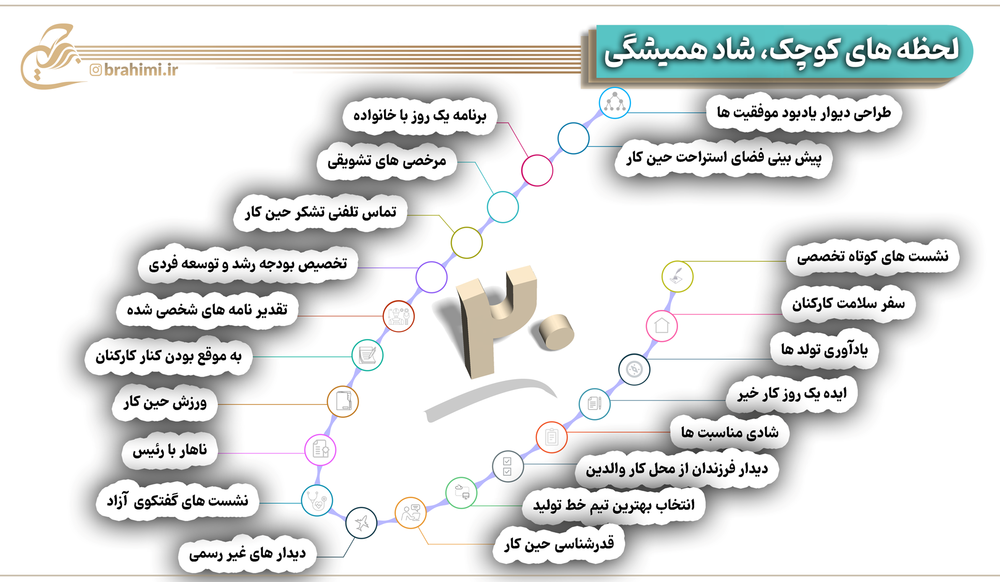 لحظه های کوچک، شاد همیشگی
brahimi.ir
طراحی دیوار یادبود موفقیت ها
پیش بینی فضای استراحت حین کار
برنامه یک روز با خانواده
مرخصی های تشویقی
تماس تلفنی تشکر حین کار
تخصیص بودجه رشد و توسعه فردی
تقدیر نامه های شخصی شده
به موقع بودن کنار کارکنان
ورزش حین کار
ناهار با رئیس
نشست های گفتکوی آزاد
دیدار های غیر رسمی
قدرشناسی حین کار
انتخاب بهترین تیم خط تولید
دیدار فرزندان از محل کار والدین
شادی مناسبت ها
ایده یک روز کار خیر
یادآوری تولد ها
سفر سلامت کارکنان
نشست های کوتاه تخصصی
۲۰